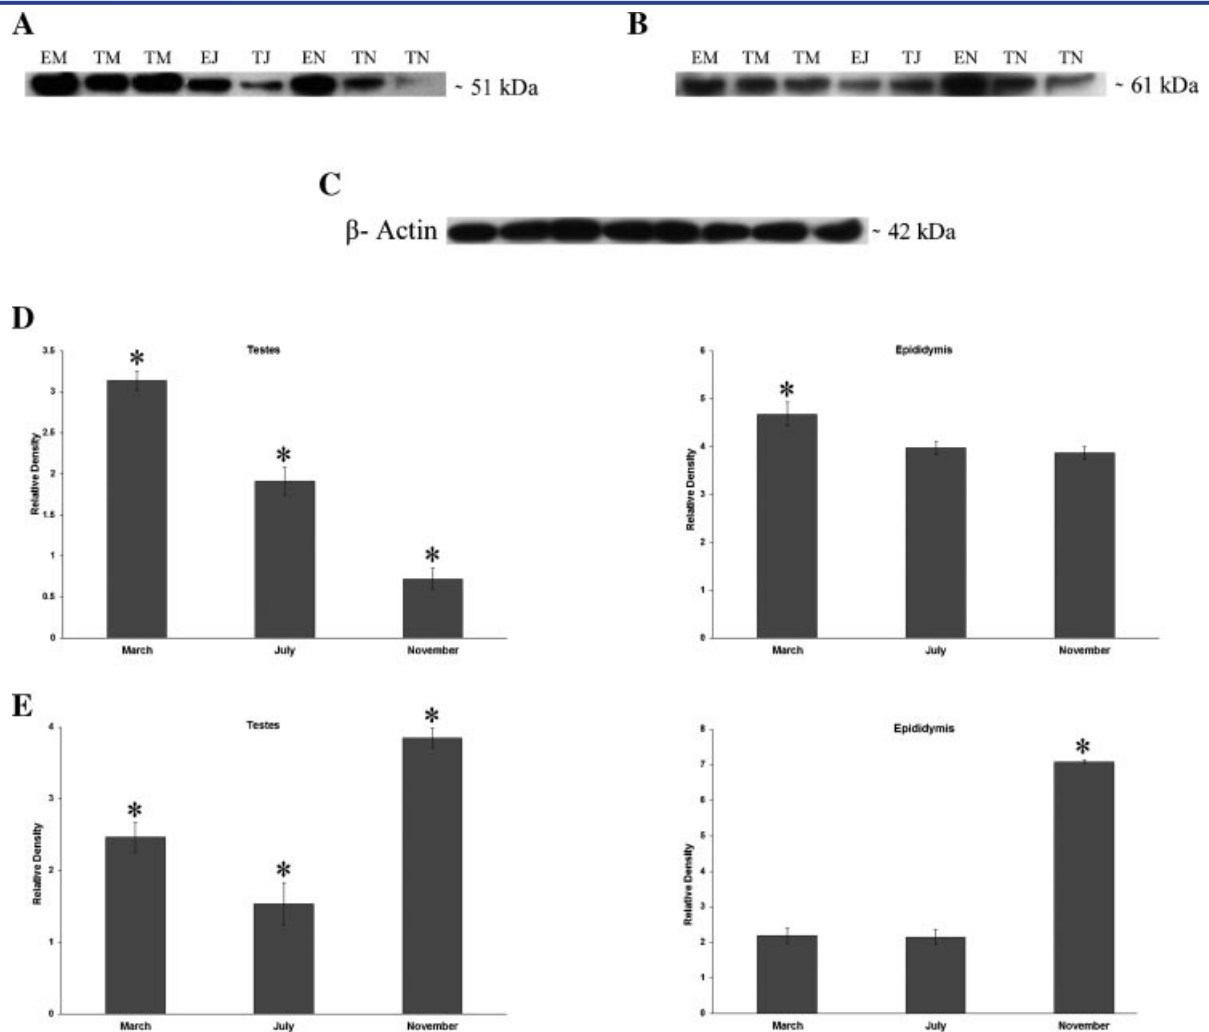 A
B
EM TM TM EJ TJ EN TN TN
~ 51 kDa
EM TM TM EJ TJ EN TN TN
~ 61 kDa
C
β- Actin ~ 42 kDa
D
Testes
*
*
*
3.5
3
2.5
2
1.5
1
0.5
0
Relative Density
March July November
Epididymis
*
6
5
4
4
3
2
1
0
Relative Density
March July November
E
Testes
*
*
*
4
3
2
1
0
Relative Density
March July November
Epididymis
*
8
7
6
5
4
3
2
1
0
Relative Density
March July November